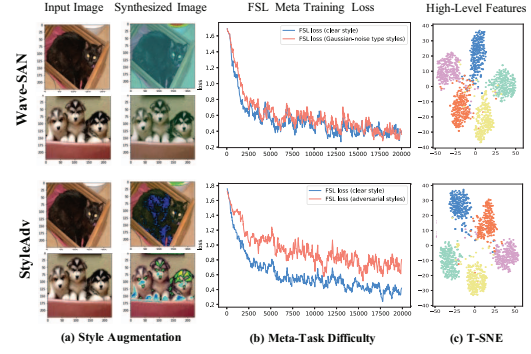 Input Image Synthesized Image FSL Meta Training Loss High-Level Features
Wave-SAN
FSL loss (clear style)
FSL loss (Gaussian-noise type styles)
loss
1.6
1.4
1.2
1.0
0.8
0.6
0.4
0.2
0 2500 5000 7500 10000 12500 15000 17500 20000
40
30
20
10
0
-10
-20
-30
-40
-50 -25 0 25 50
StyleAdv
FSL loss (clear style)
FSL loss (adversarial styles)
loss
1.6
1.4
1.2
1.0
0.8
0.6
0.4
0.2
0 2500 5000 7500 10000 12500 15000 17500 20000
40
30
20
10
0
-10
-20
-30
-40
-50 -25 0 25 50
(a) Style Augmentation (b) Meta-Task Difficulty (c) T-SNE